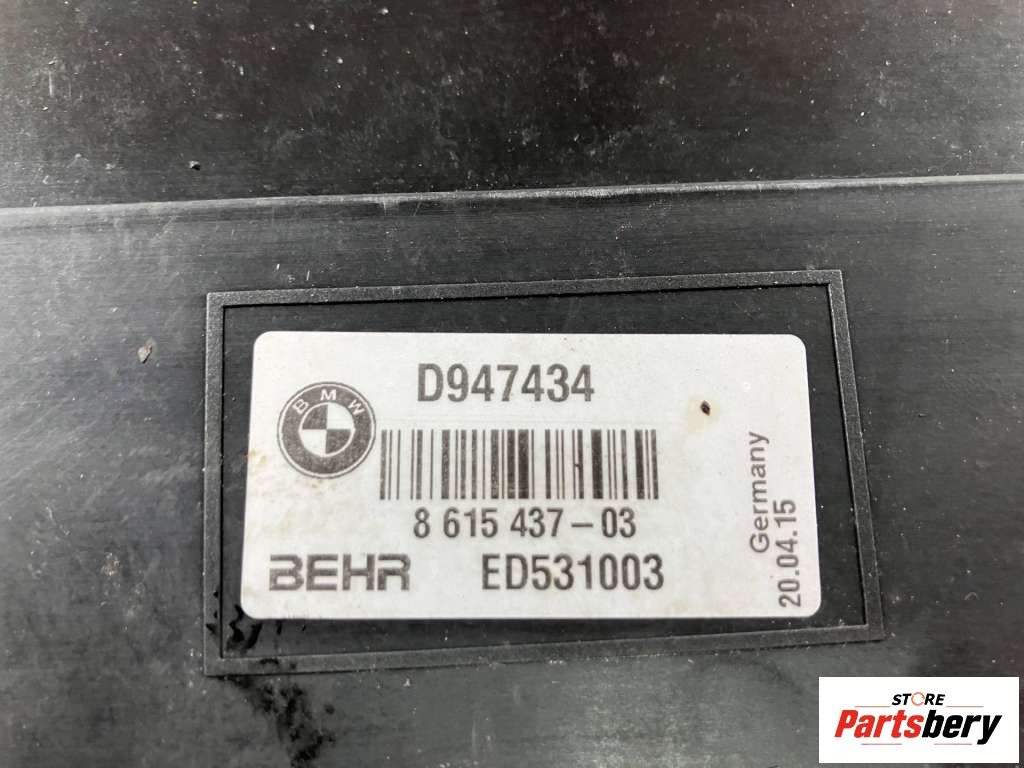 D947434
BMW
8 615 437-03
BEHR ED531003
Germany
20.04.15
STORE
Partsbery